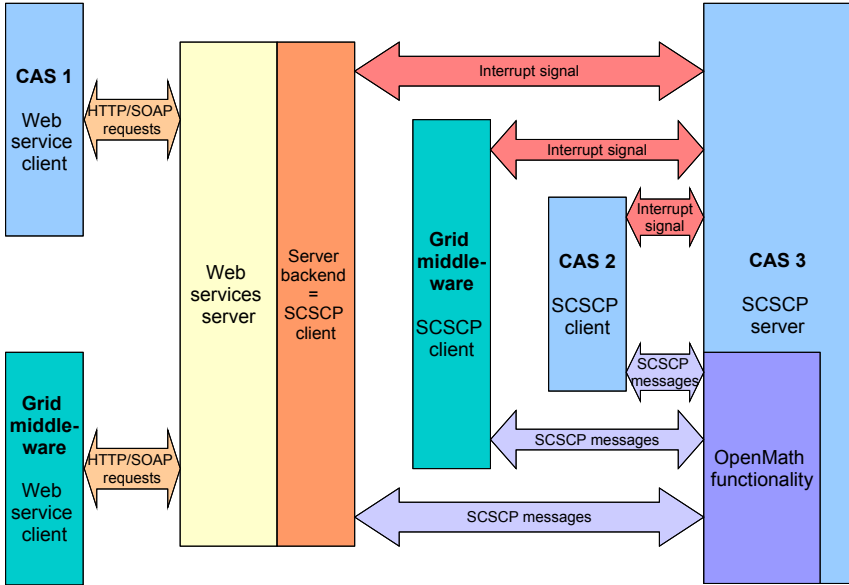 CAS 1
Web
service
client
HTTP/SOAP
requests
Grid
middle-
ware
Web
service
client
HTTP/SOAP
requests
Web
services
server
Server
backend
=
SCSCP
client
Interrupt signal
Interrupt signal
Interrupt
signal
Grid
middle-
ware
SCSCP
client
CAS 2
SCSCP
client
SCSCP
messages
SCSCP messages
SCSCP messages
CAS 3
SCSCP
server
OpenMath
functionality